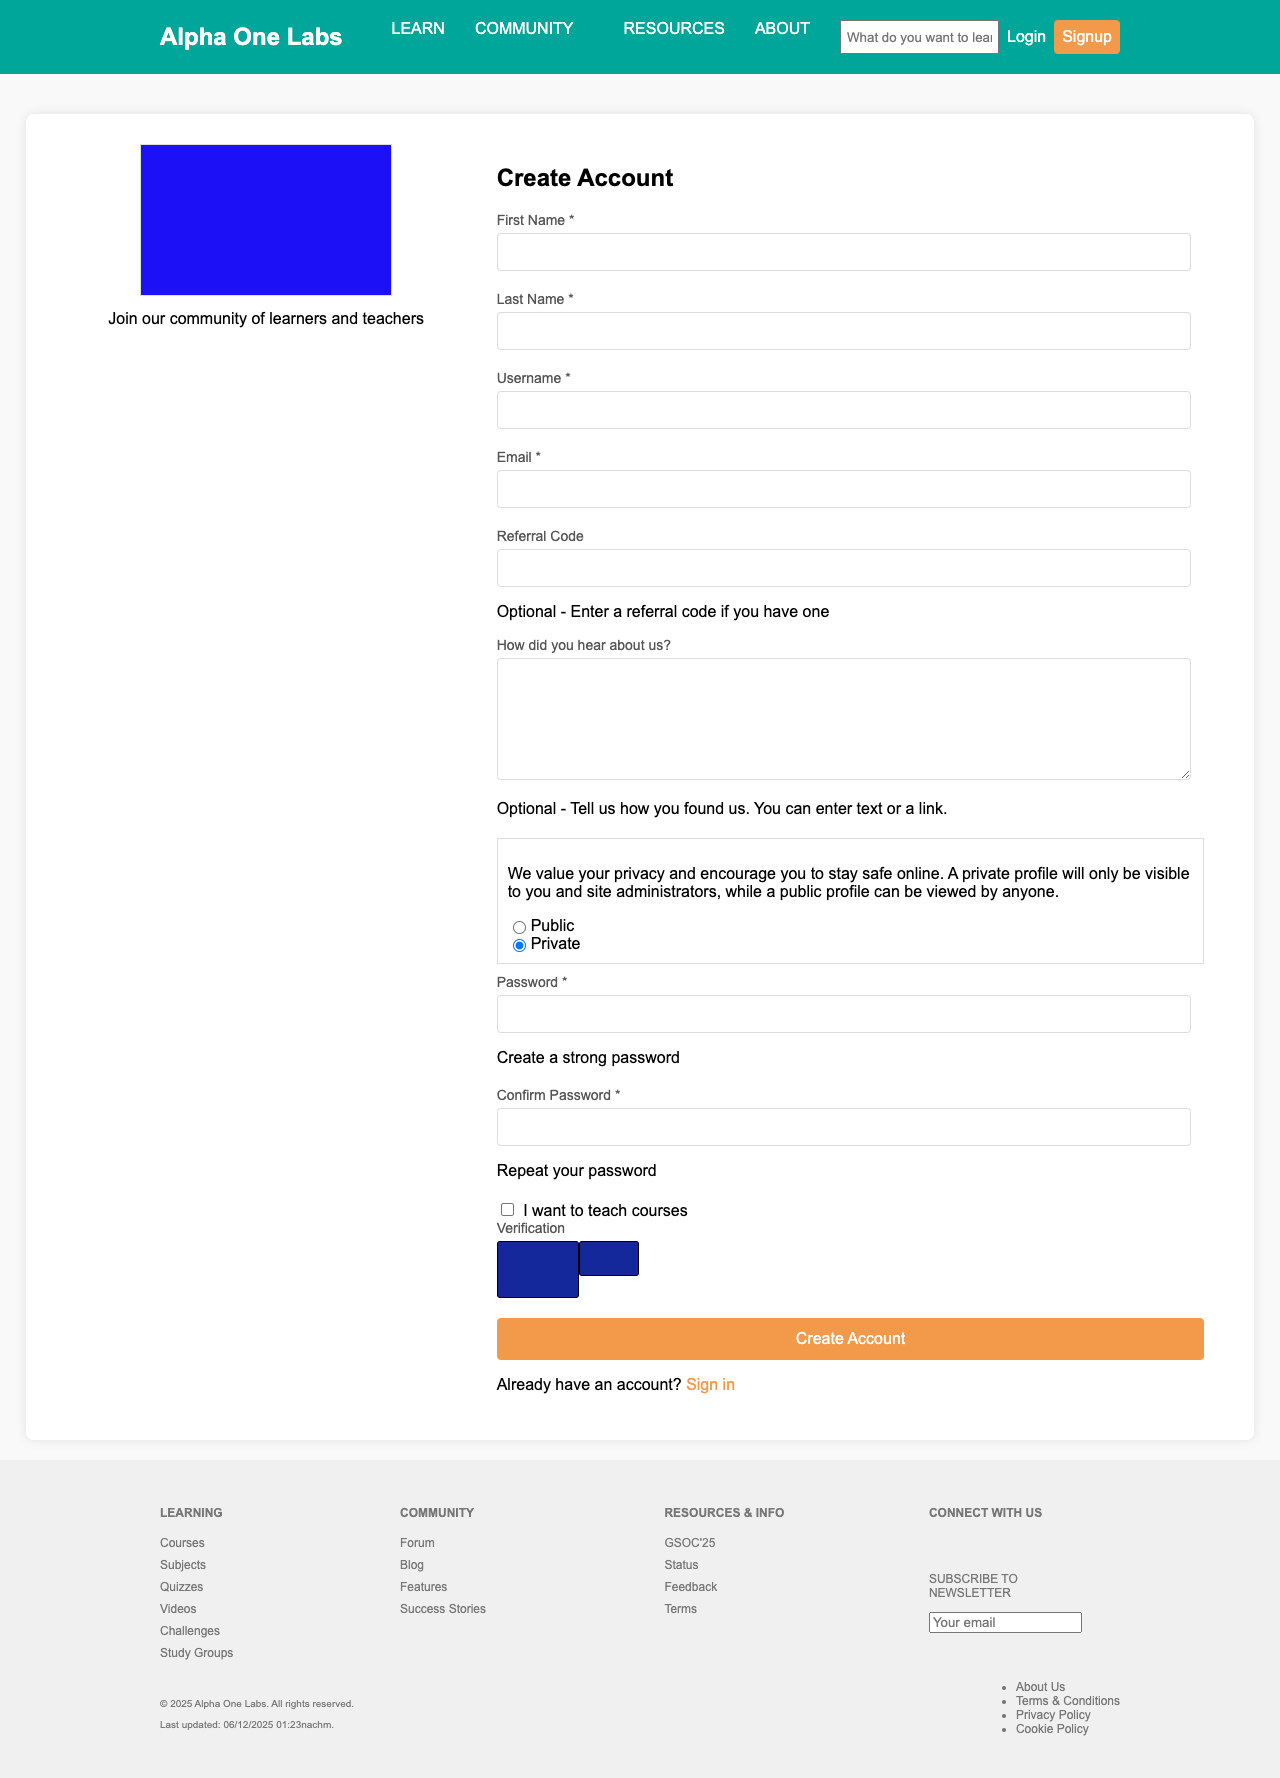 Alpha One Labs
LEARN COMMUNITY RESOURCES ABOUT
What do you want to lear
Login
Signup
Join our community of learners and teachers
Create Account
First Name *
Last Name *
Username *
Email *
Referral Code
Optional - Enter a referral code if you have one
How did you hear about us?
Optional - Tell us how you found us. You can enter text or a link.
We value your privacy and encourage you to stay safe online. A private profile will only be visible
to you and site administrators, while a public profile can be viewed by anyone.
Public
Private
Password *
Create a strong password
Confirm Password *
Repeat your password
I want to teach courses
Verification
Create Account
Already have an account? Sign in
LEARNING
Courses
Subjects
Quizzes
Videos
Challenges
Study Groups
COMMUNITY
Forum
Blog
Features
Success Stories
RESOURCES & INFO
GSOC'25
Status
Feedback
Terms
CONNECT WITH US
SUBSCRIBE TO
NEWSLETTER
Your email
© 2025 Alpha One Labs. All rights reserved.
Last updated: 06/12/2025 01:23nachm.
• About Us
• Terms & Conditions
• Privacy Policy
• Cookie Policy